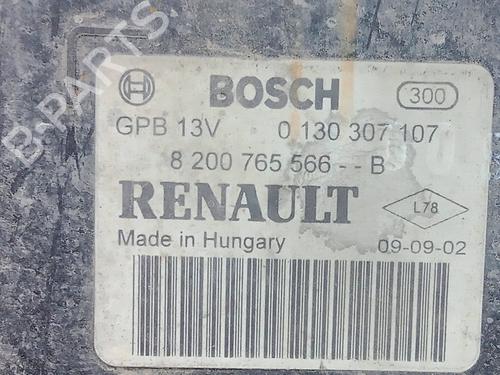 B-PARTS
BOSCH 300
GPB 13V 0 130 307 107
8 200 765 566 - - B
RENAULT L78
Made in Hungary 09-09-02